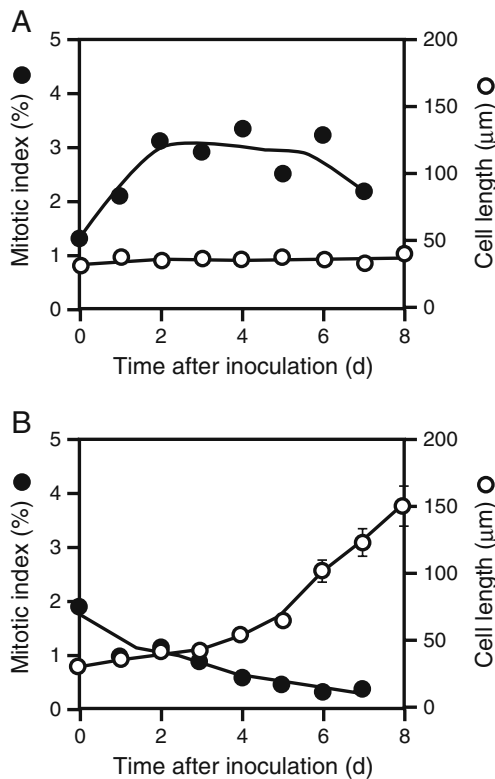 A
Mitotic index (%)
5
4
3
2
1
0
200
150
100
50
0
Cell length (μm)
0 2 4 6 8
Time after inoculation (d)
B
Mitotic index (%)
5
4
3
2
1
0
200
150
100
50
0
Cell length (μm)
0 2 4 6 8
Time after inoculation (d)